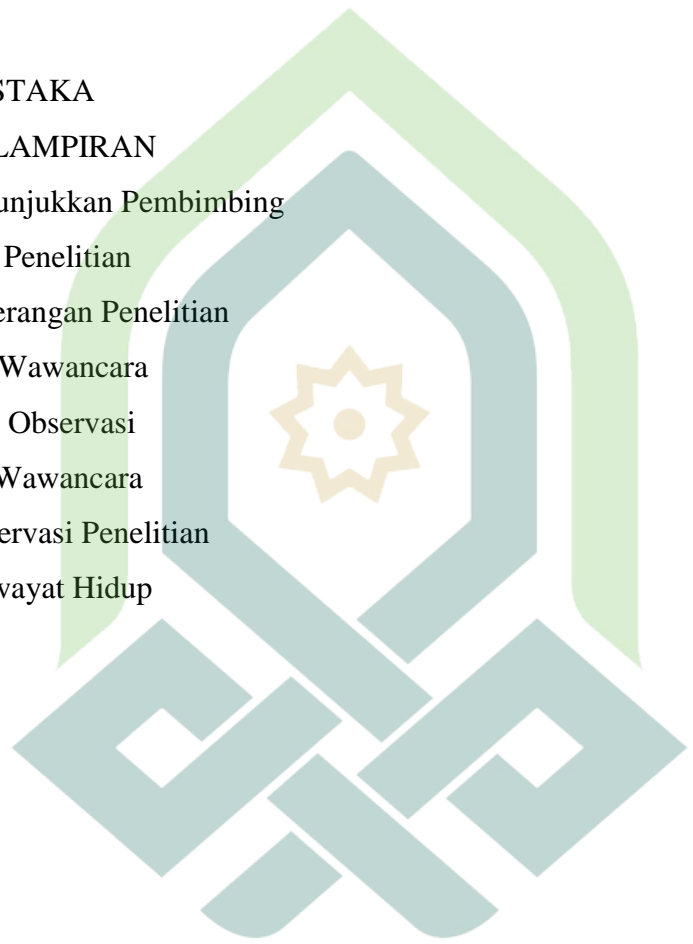 STAKA
LAMPIRAN
unjukkan Pembimbing
Penelitian
erangan Penelitian
Wawancara
Observasi
Wawancara
ervasi Penelitian
wayat Hidup